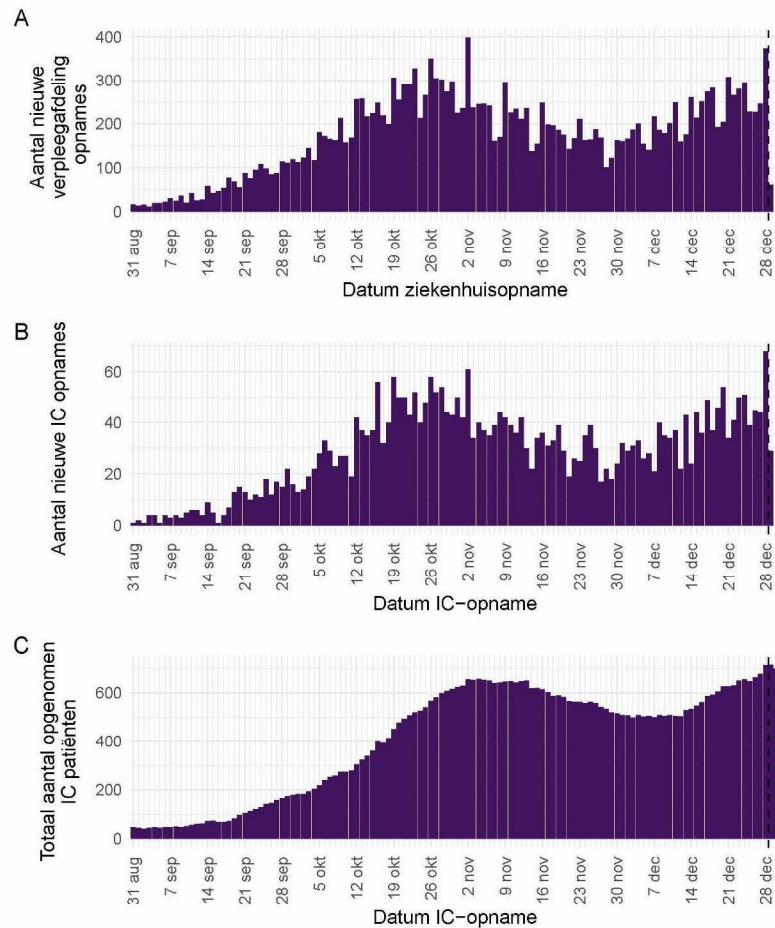 A
Aantal nieuwe
verpleegafdeling
opnames
400
300
200
100
0
31 aug
7 sep
14 sep
21 sep
28 sep
5 okt
12 okt
19 okt
26 okt
2 nov
9 nov
16 nov
23 nov
30 nov
7 dec
14 dec
21 dec
28 dec
Datum ziekenhuisopname
B
Aantal nieuwe IC opnames
60
40
20
0
31 aug
7 sep
14 sep
21 sep
28 sep
5 okt
12 okt
19 okt
26 okt
2 nov
9 nov
16 nov
23 nov
30 nov
7 dec
14 dec
21 dec
28 dec
Datum IC−opname
C
Totaal aantal opgenomen
IC patiënten
600
400
200
0
31 aug
7 sep
14 sep
21 sep
28 sep
5 okt
12 okt
19 okt
26 okt
2 nov
9 nov
16 nov
23 nov
30 nov
7 dec
14 dec
21 dec
28 dec
Datum IC−opname